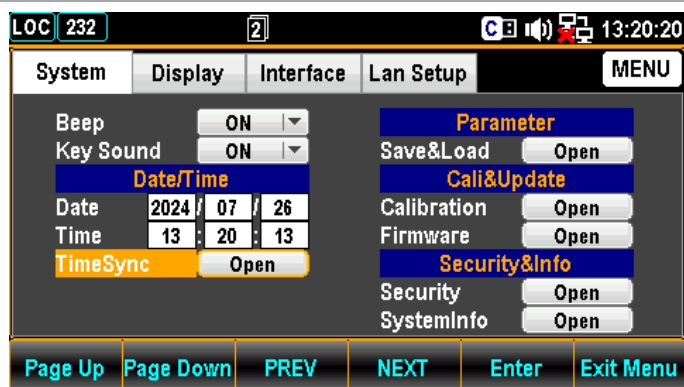 LOC 232 2 C 13:20:20
System Display Interface Lan Setup MENU
Beep ON
Key Sound ON
Date/Time
Date 2024 / 07 / 26
Time 13 : 20 : 13
TimeSync Open
Parameter
Save&Load Open
Cali&Update
Calibration Open
Firmware Open
Security&Info
Security Open
SystemInfo Open
Page Up Page Down PREV NEXT Enter Exit Menu